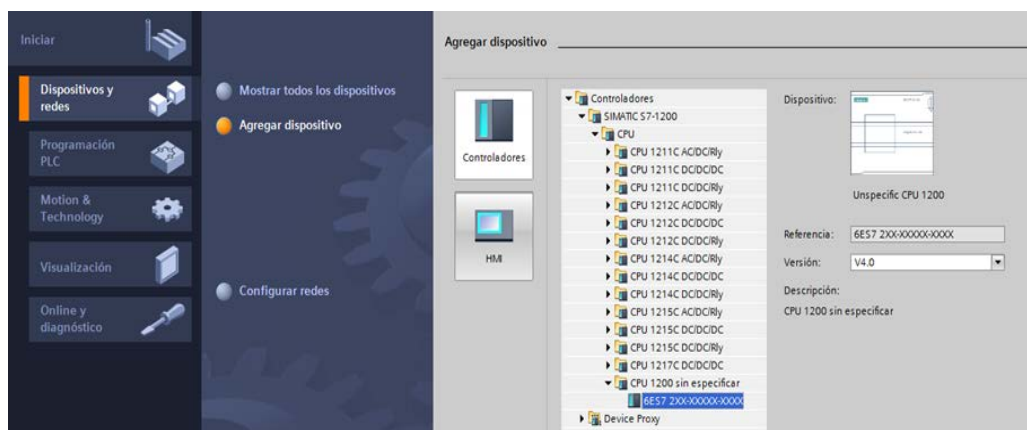 Iniciar
Dispositivos y
redes
Programación
PLC
Motion &
Technology
Visualización
Online y
diagnóstico
Mostrar todos los dispositivos
Agregar dispositivo
Configurar redes
Agregar dispositivo
Controladores
HMI
Controladores
SIMATIC S7-1200
CPU
CPU 1211C AC/DC/Rly
CPU 1211C DC/DC/DC
CPU 1211C DC/DC/Rly
CPU 1212C AC/DC/Rly
CPU 1212C DC/DC/DC
CPU 1212C DC/DC/Rly
CPU 1214C AC/DC/Rly
CPU 1214C DC/DC/DC
CPU 1214C DC/DC/Rly
CPU 1215C AC/DC/Rly
CPU 1215C DC/DC/DC
CPU 1215C DC/DC/Rly
CPU 1217C DC/DC/DC
CPU 1200 sin especificar
6ES7 2XX-XXXXX-XXXX
Device Proxy
Dispositivo:
Unspecific CPU 1200
Referencia: 6ES7 2XX-XXXXX-XXXX
Versión: V4.0
Descripción:
CPU 1200 sin especificar